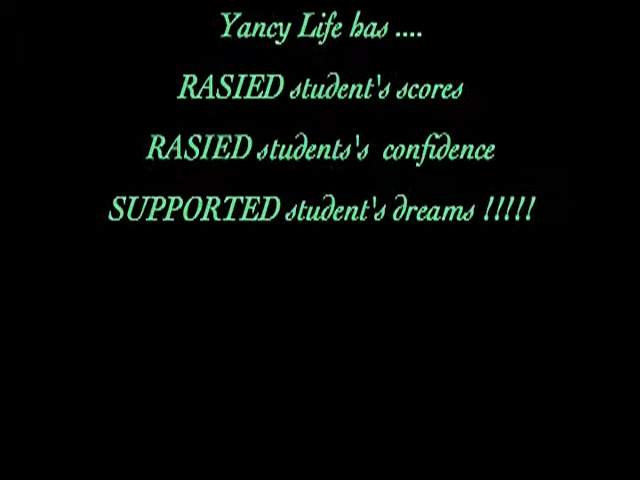 Yancy Life has ....
RASIED student's scores
RASIED students's confidence
SUPPORTED student's dreams !!!!!